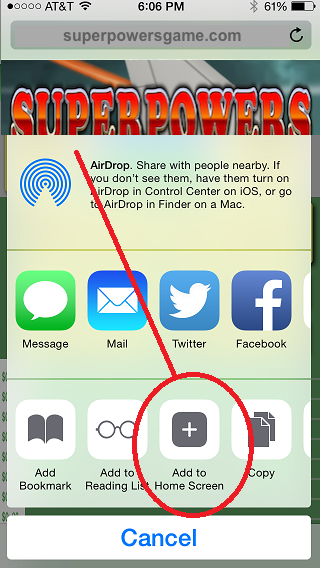 AT&T 6:06 PM 61%
superpowersgame.com
SUPERPOWERS
AirDrop. Share with people nearby. If
you don't see them, have them turn on
AirDrop in Control Center on iOS, or go
to AirDrop in Finder on a Mac.
Message Mail Twitter Facebook
Add Add to Add to Copy
Bookmark Reading List Home Screen
Cancel